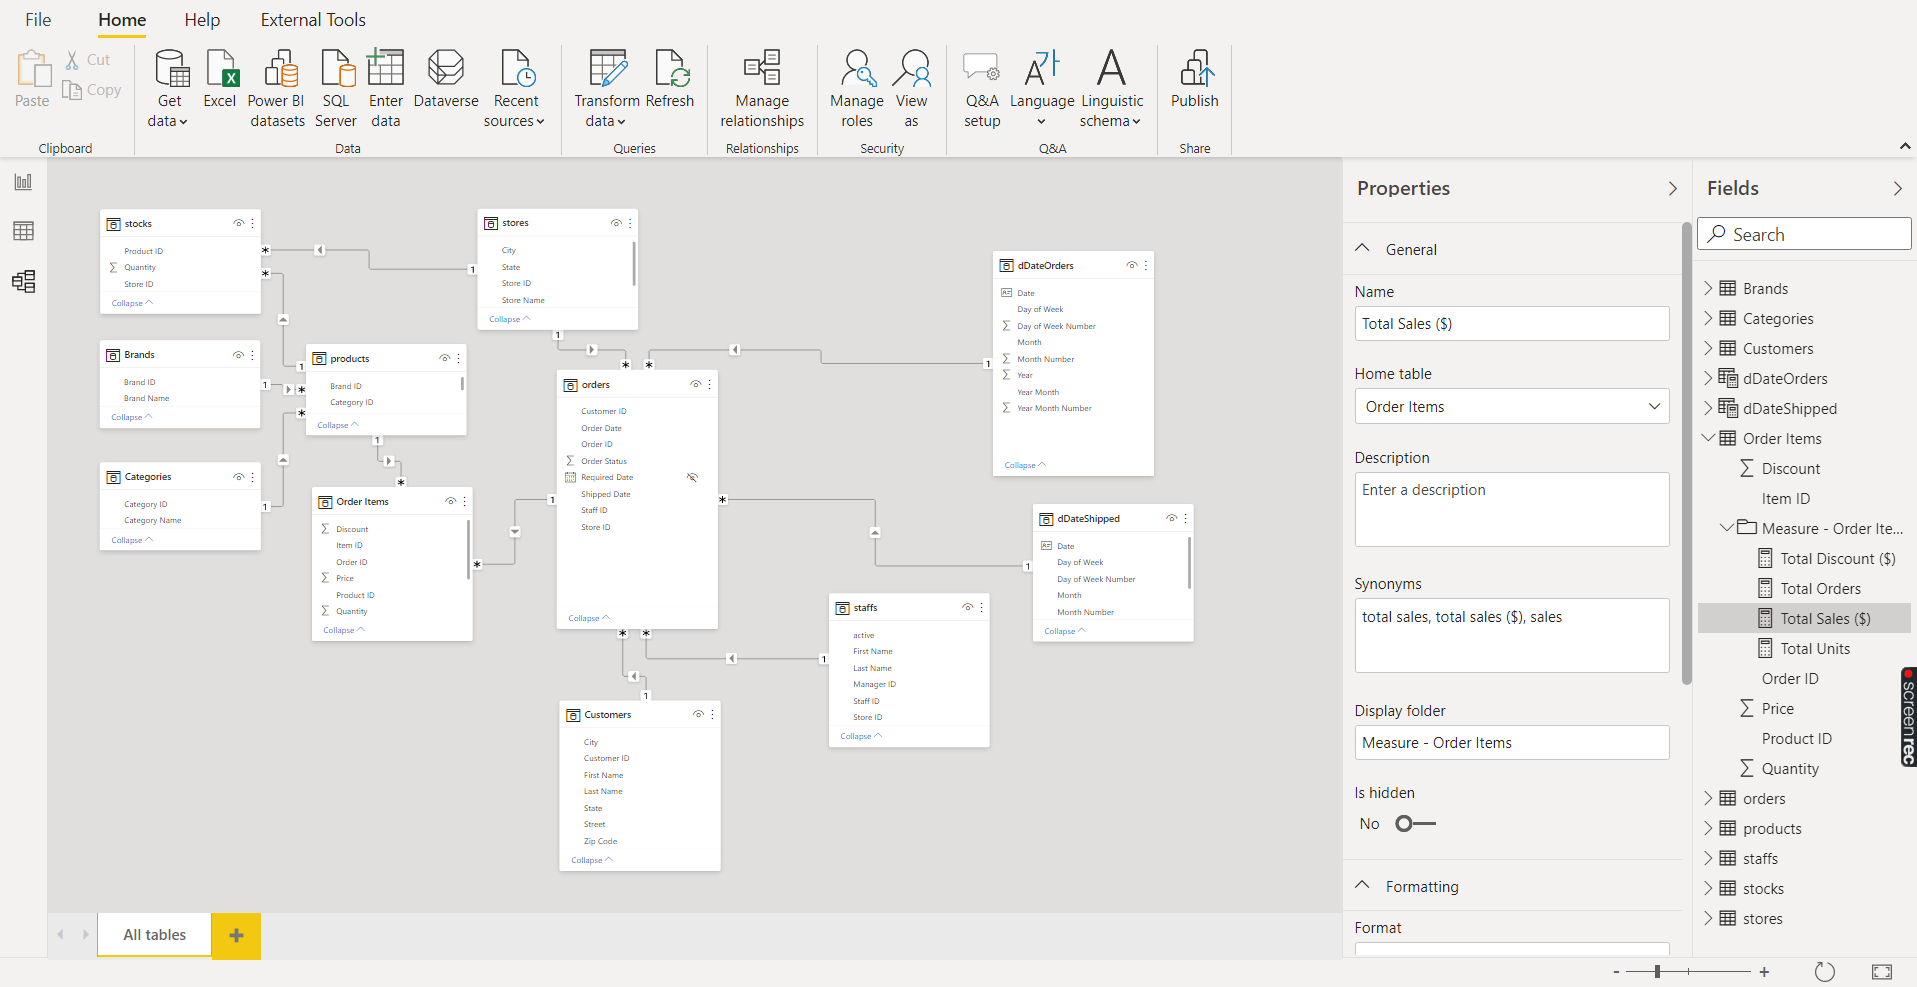 File Home Help External Tools
Paste
Cut
Copy
Get data
Excel
Power BI datasets
SQL Server
Enter data
Dataverse
Recent sources
Transform data
Refresh
Manage relationships
Manage roles
View as
Q&A setup
Language
Linguistic schema
Publish
Clipboard
Data
Queries
Relationships
Security
Q&A
Share
stocks
Product ID
Quantity
Store ID
Collapse
Brands
Brand ID
Brand Name
Collapse
Categories
Category ID
Category Name
Collapse
products
Brand ID
Category ID
Collapse
Order Items
Discount
Item ID
Order ID
Price
Product ID
Quantity
Collapse
stores
City
State
Store ID
Store Name
Collapse
orders
Customer ID
Order Date
Order ID
Order Status
Required Date
Shipped Date
Staff ID
Store ID
Collapse
Customers
City
Customer ID
First Name
Last Name
State
Street
Zip Code
Collapse
staffs
active
First Name
Last Name
Manager ID
Staff ID
Store ID
Collapse
dDateOrders
Date
Day of Week
Day of Week Number
Month
Month Number
Year
Year Month
Year Month Number
Collapse
dDateShipped
Date
Day of Week
Day of Week Number
Month
Month Number
Collapse
All tables
Properties
General
Name
Total Sales ($)
Home table
Order Items
Description
Enter a description
Synonyms
total sales, total sales ($), sales
Display folder
Measure - Order Items
Is hidden
No
Formatting
Format
Fields
Search
Brands
Categories
Customers
dDateOrders
dDateShipped
Order Items
Discount
Item ID
Measure - Order Ite...
Total Discount ($)
Total Orders
Total Sales ($)
Total Units
Order ID
Price
Product ID
Quantity
orders
products
staffs
stocks
stores
screenrec